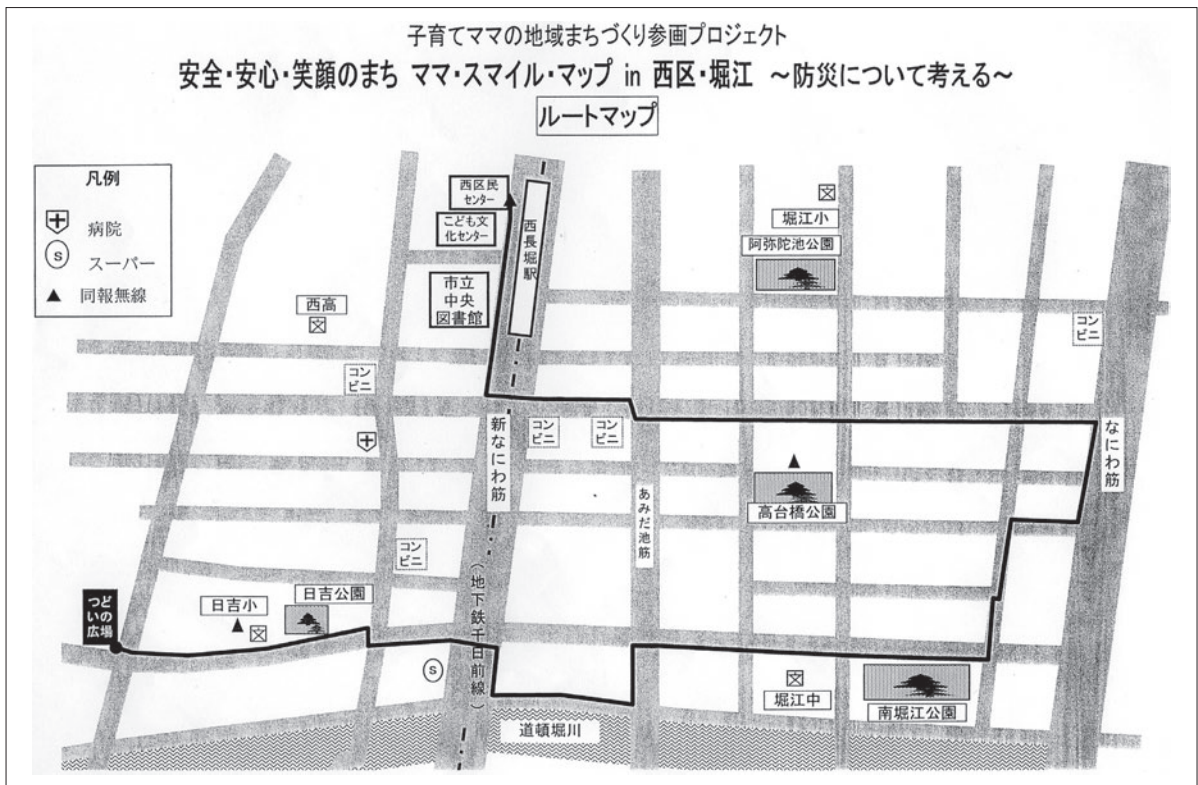 子育てママの地域まちづくり参画プロジェクト
安全・安心・笑顔のまち ママ・スマイル・マップ in 西区・堀江 ～防災について考える～
ルートマップ
凡例
病院
S
スーパー
同報無線
西区民
センター
こども文
化センター
西長堀駅
市立
中央
図書館
堀江小
阿弥陀池公園
西高
コン
ビニ
コン
ビニ
新なにわ筋
コン
ビニ
コン
ビニ
なにわ筋
あみだ池筋
高台橋公園
コン
ビニ
(地下鉄千日前線)
つど
いの
広場
日吉小
日吉公園
S
堀江中
南堀江公園
道頓堀川